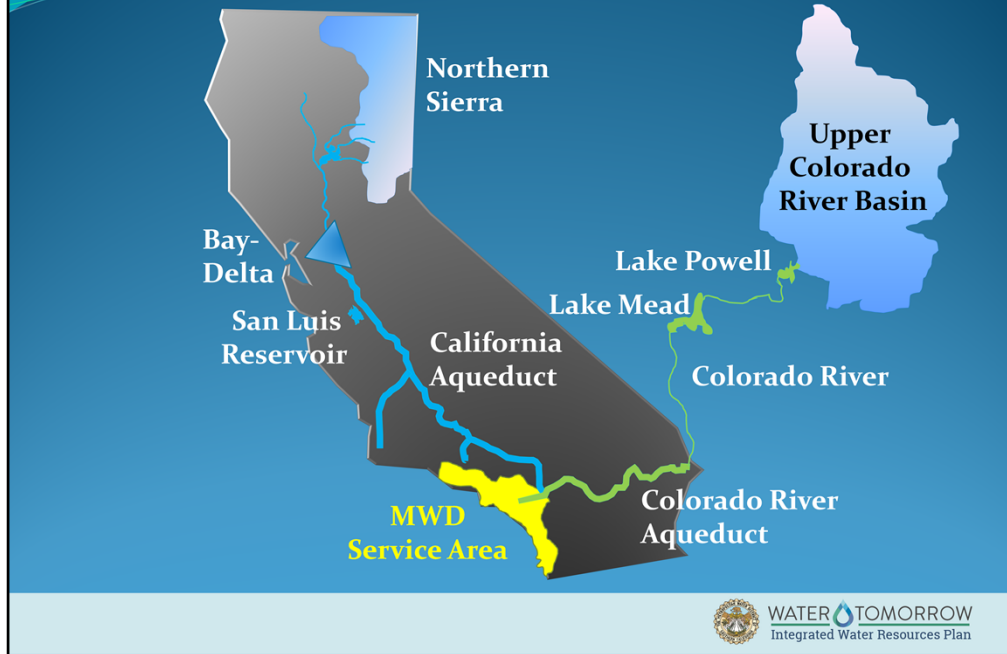 Northern
Sierra
Upper
Colorado
River Basin
Bay-
Delta
Lake Powell
Lake Mead
San Luis
Reservoir
California
Aqueduct
Colorado River
MWD
Service Area
Colorado River
Aqueduct
WATER TOMORROW
Integrated Water Resources Plan